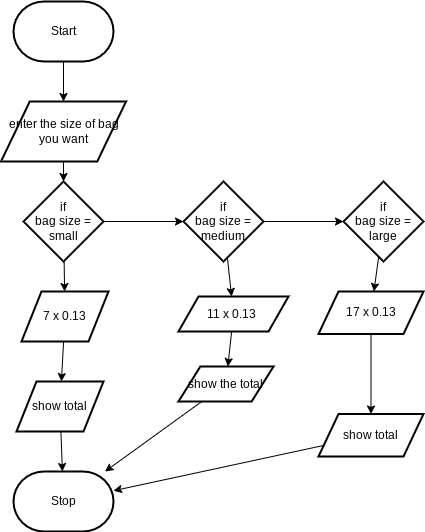 Start
enter the size of bag
you want
if
bag size =
small
if
bag size =
medium
if
bag size =
large
7 x 0.13
11 x 0.13
17 x 0.13
show total
show the total
show total
Stop